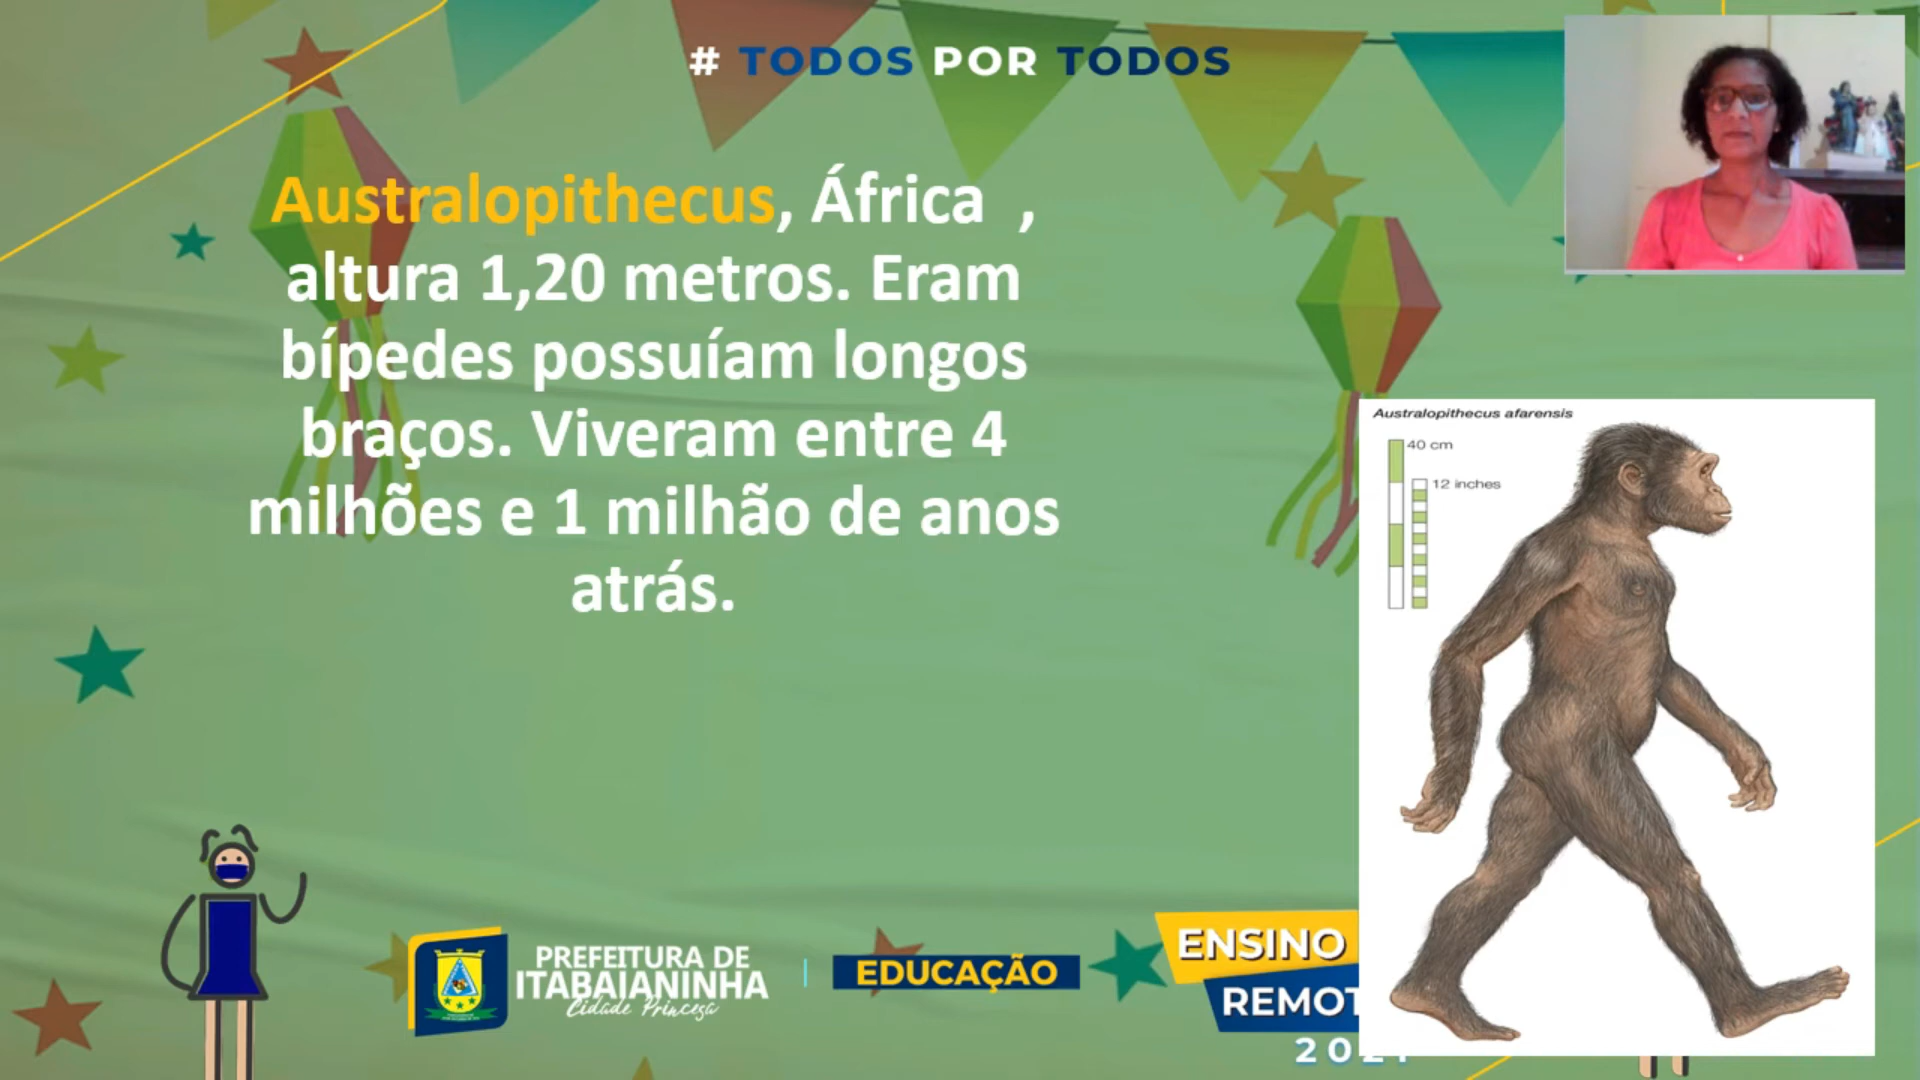 # TODOS POR TODOS
Australopithecus, África ,
altura 1,20 metros. Eram
bípedes possuíam longos
braços. Viveram entre 4
milhões e 1 milhão de anos
atrás.
Australopithecus afarensis
40 cm
12 inches
PREFEITURA DE
ITABAIANINHA
Cidade Princesa
EDUCAÇÃO
ENSINO
REMOT